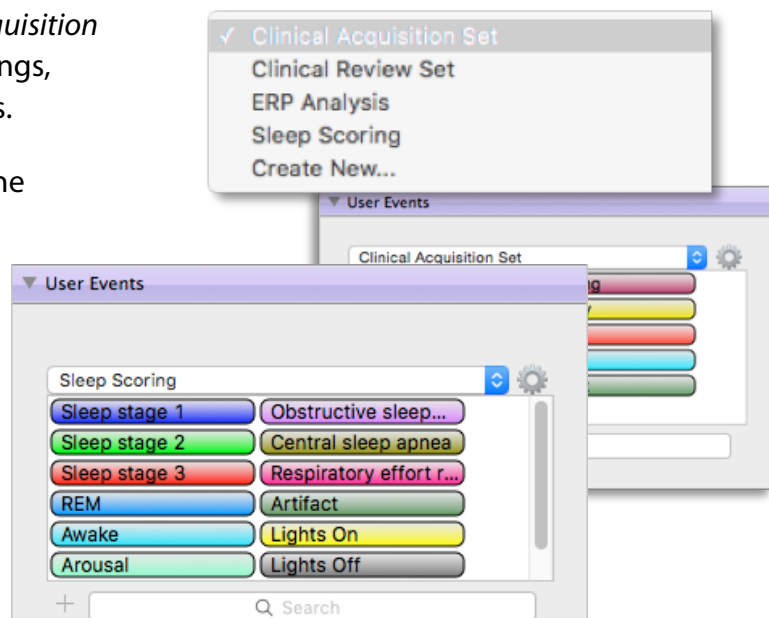 quisition
ngs,
s.
ne
✓ Clinical Acquisition Set
Clinical Review Set
ERP Analysis
Sleep Scoring
Create New...
User Events
Clinical Acquisition Set
ng
User Events
Sleep Scoring
Sleep stage 1 Obstructive sleep...
Sleep stage 2 Central sleep apnea
Sleep stage 3 Respiratory effort r...
REM Artifact
Awake Lights On
Arousal Lights Off
+ Search